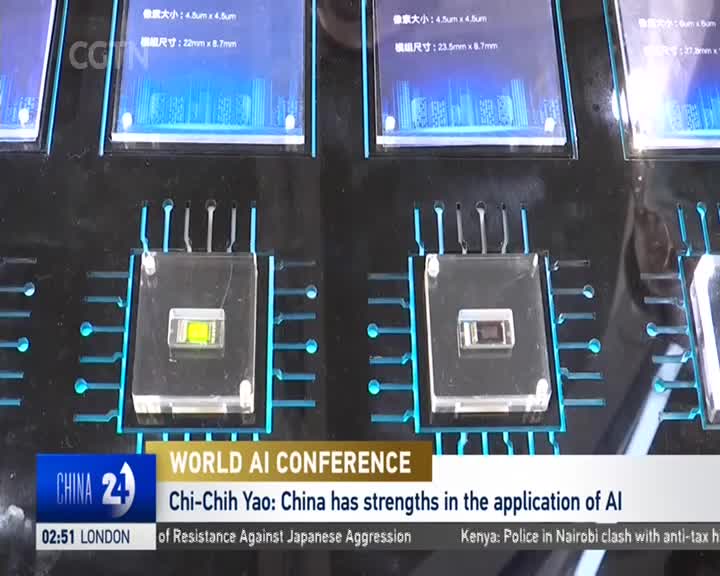 CGTN
像素大小：4.5um x 4.5um
模组尺寸：22mm x 8.7mm
像素大小：4.5um x 4.5um
模组尺寸：23.5mm x 8.7mm
WORLD AI CONFERENCE
CHINA 24
Chi-Chih Yao: China has strengths in the application of AI
02:51 LONDON
of Resistance Against Japanese Aggression
Kenya: Police in Nairobi clash with anti-tax h